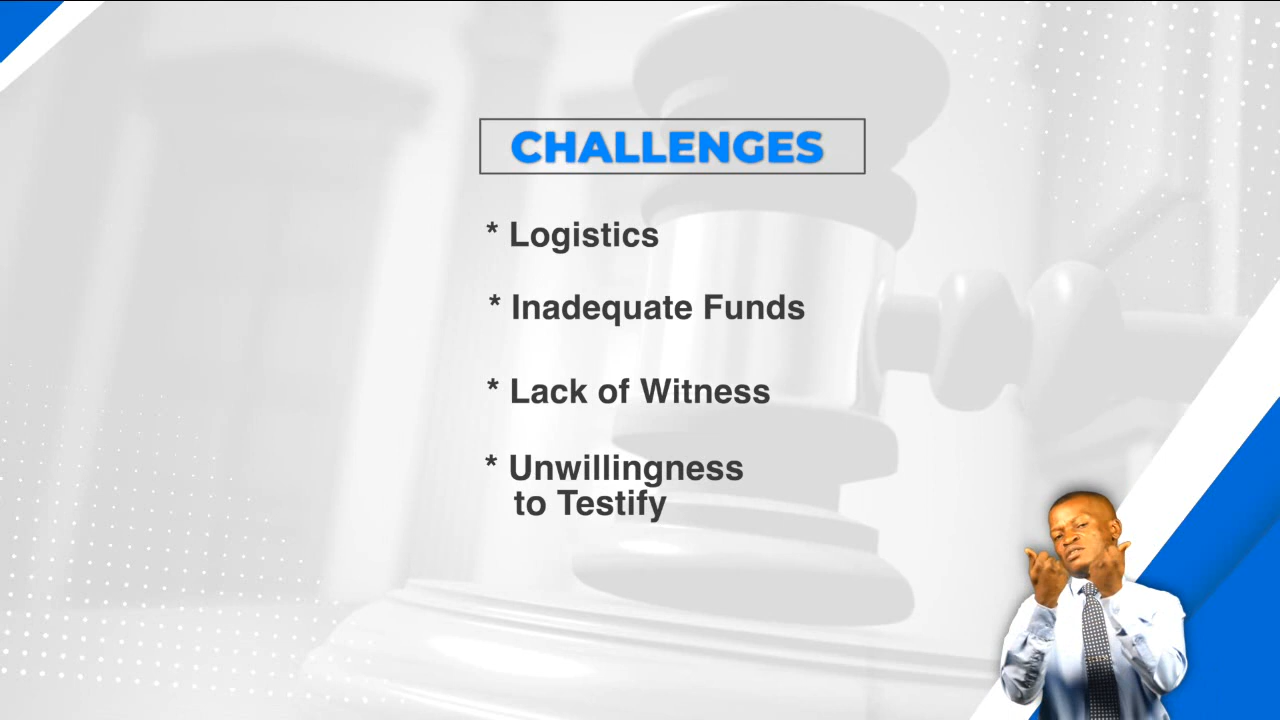 CHALLENGES
* Logistics
* Inadequate Funds
* Lack of Witness
* Unwillingness
to Testify